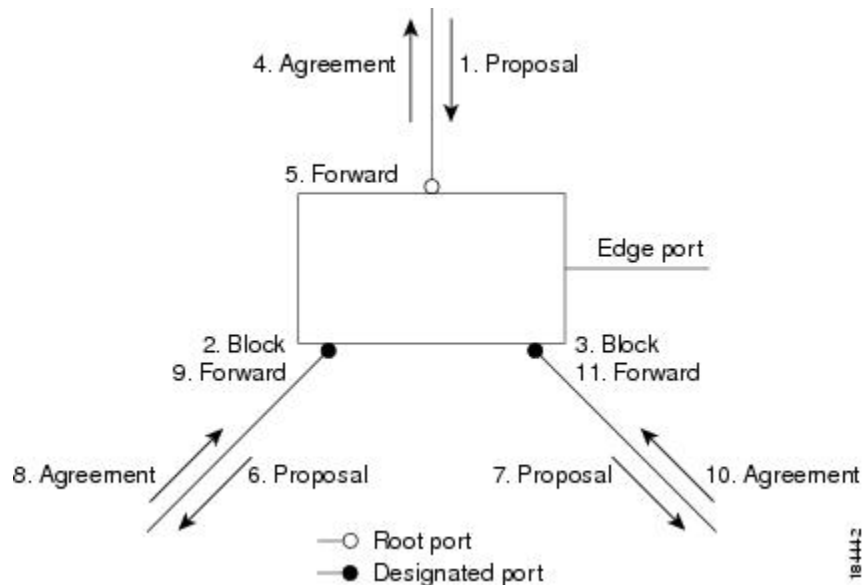 4. Agreement
1. Proposal
5. Forward
Edge port
2. Block
9. Forward
3. Block
11. Forward
8. Agreement
6. Proposal
7. Proposal
10. Agreement
Root port
Designated port
184442